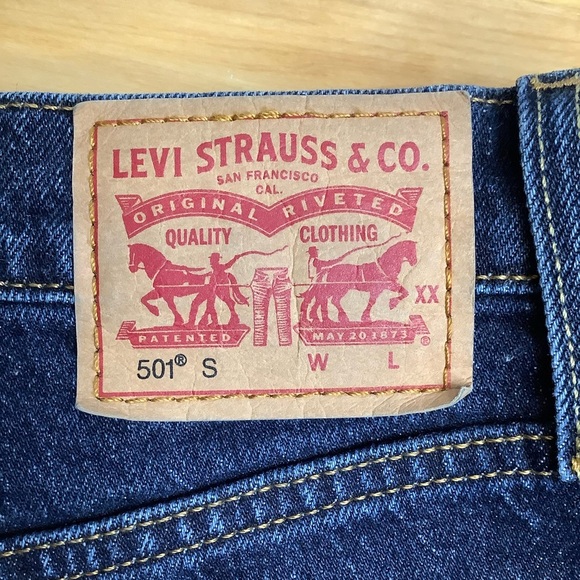 LEVI STRAUSS & CO.
SAN FRANCISCO
CAL.
ORIGINAL RIVETED
QUALITY CLOTHING
XX
PATENTED MAY 20 1873 ®
501® S W L